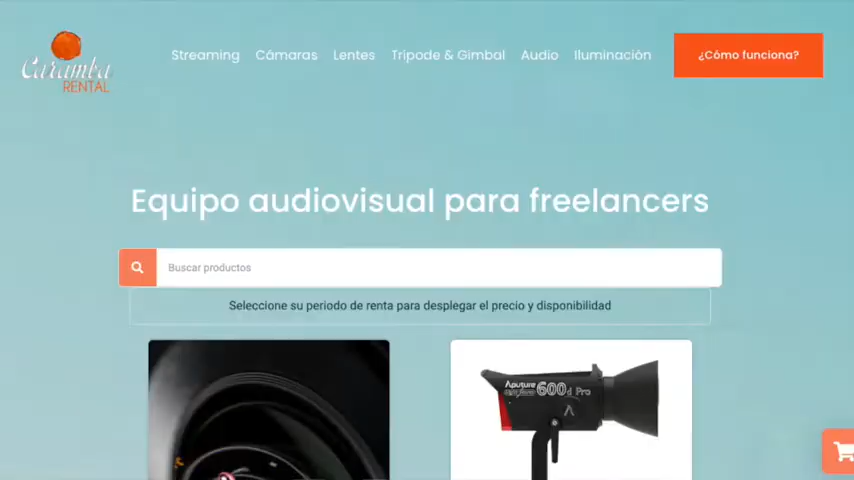 Caramba
RENTAL
Streaming
Cámaras
Lentes
Tripode & Gimbal
Audio
Iluminación
¿Cómo funciona?
Equipo audiovisual para freelancers
Buscar productos
Seleccione su periodo de renta para desplegar el precio y disponibilidad
Aputure
600d Pro